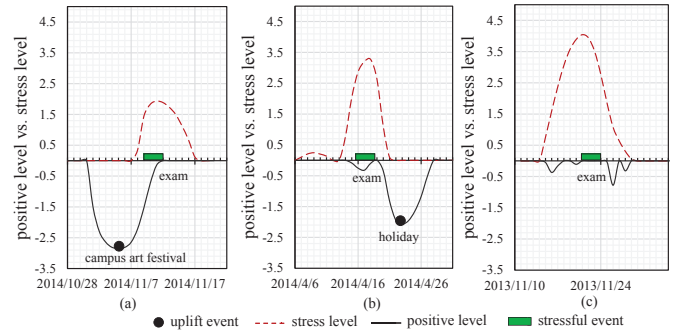 positive level vs. stress level
4.5
3.5
2.5
1.5
0.5
-0.5
-1.5
-2.5
-3.5
exam
campus art festival
2014/10/28
2014/11/7
2014/11/17
(a)
positive level vs. stress level
4.5
3.5
2.5
1.5
0.5
-0.5
-1.5
-2.5
-3.5
exam
holiday
2014/4/6
2014/4/16
2014/4/26
(b)
positive level vs. stress level
4.5
3.5
2.5
1.5
0.5
-0.5
-1.5
-2.5
-3.5
exam
2013/11/10
2013/11/24
(c)
uplift event
stress level
positive level
stressful event